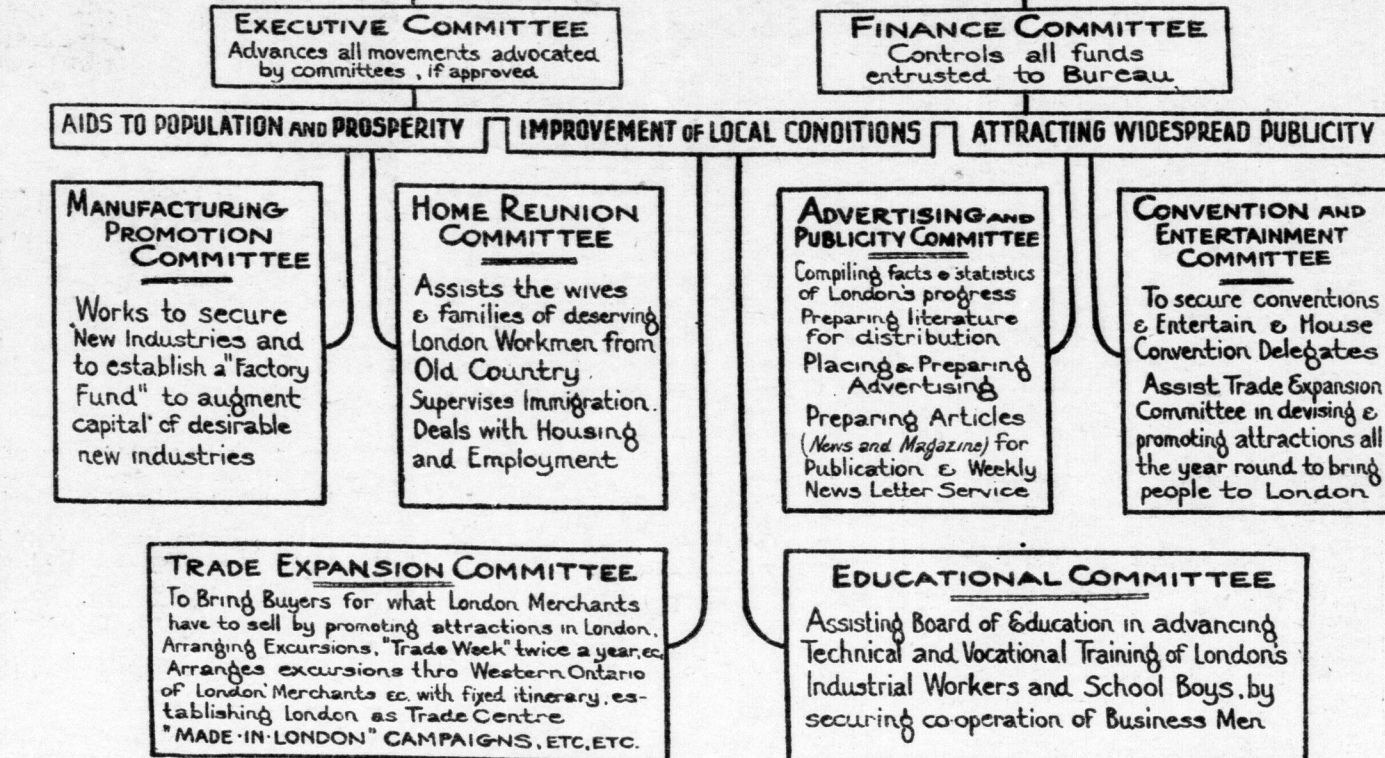 EXECUTIVE COMMITTEE
Advances all movements advocated
by committees, if approved
FINANCE COMMITTEE
Controls all funds
entrusted to Bureau
AIDS TO POPULATION AND PROSPERITY
IMPROVEMENT OF LOCAL CONDITIONS
ATTRACTING WIDESPREAD PUBLICITY
MANUFACTURING
PROMOTION
COMMITTEE
Works to secure
New Industries and
to establish a "Factory
Fund" to augment
capital of desirable
new industries
HOME REUNION
COMMITTEE
Assists the wives
& families of deserving
London Workmen from
Old Country
Supervises Immigration.
Deals with Housing
and Employment
ADVERTISING AND
PUBLICITY COMMITTEE
Compiling facts & statistics
of London's progress
Preparing literature
for distribution
Placing & Preparing
Advertising
Preparing Articles
(News and Magazine) for
Publication & Weekly
News Letter Service
CONVENTION AND
ENTERTAINMENT
COMMITTEE
To secure conventions
& Entertain & House
Convention Delegates
Assist Trade Expansion
Committee in devising &
promoting attractions all
the year round to bring
people to London
TRADE EXPANSION COMMITTEE
To Bring Buyers for what London Merchants
have to sell by promoting attractions in London.
Arranging Excursions, "Trade Week" twice a year, &c,
Arranges excursions thro Western Ontario
of London Merchants &c. with fixed itinerary, es-
tablishing London as Trade Centre
"MADE-IN-LONDON" CAMPAIGNS, ETC, ETC.
EDUCATIONAL COMMITTEE
Assisting Board of Education in advancing
Technical and Vocational Training of London's
Industrial Workers and School Boys, by
securing co-operation of Business Men